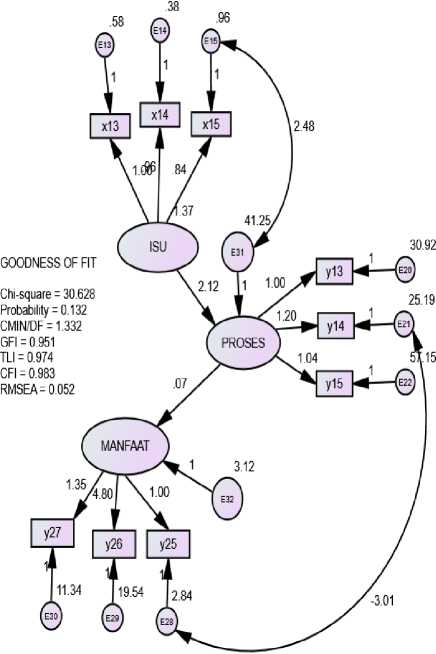 .58
.38
.96
E13
E14
E15
1
1
1
x13
x14
x15
2.48
1.00
.96
.84
1.37
41.25
ISU
E31
30.92
GOODNESS OF FIT
2.12
1
1.00
y13
1
E20
Chi-square = 30.628
Probability = 0.132
CMIN/DF = 1.332
GFI = 0.951
TLI = 0.974
CFI = 0.983
RMSEA = 0.052
25.19
1.20
y14
1
E21
PROSES
57.15
1.04
y15
1
E22
.07
MANFAAT
1
3.12
E32
1.35
4.80
1.00
y27
y26
y25
1
1
1
11.34
19.54
2.84
-3.01
E30
E29
E28